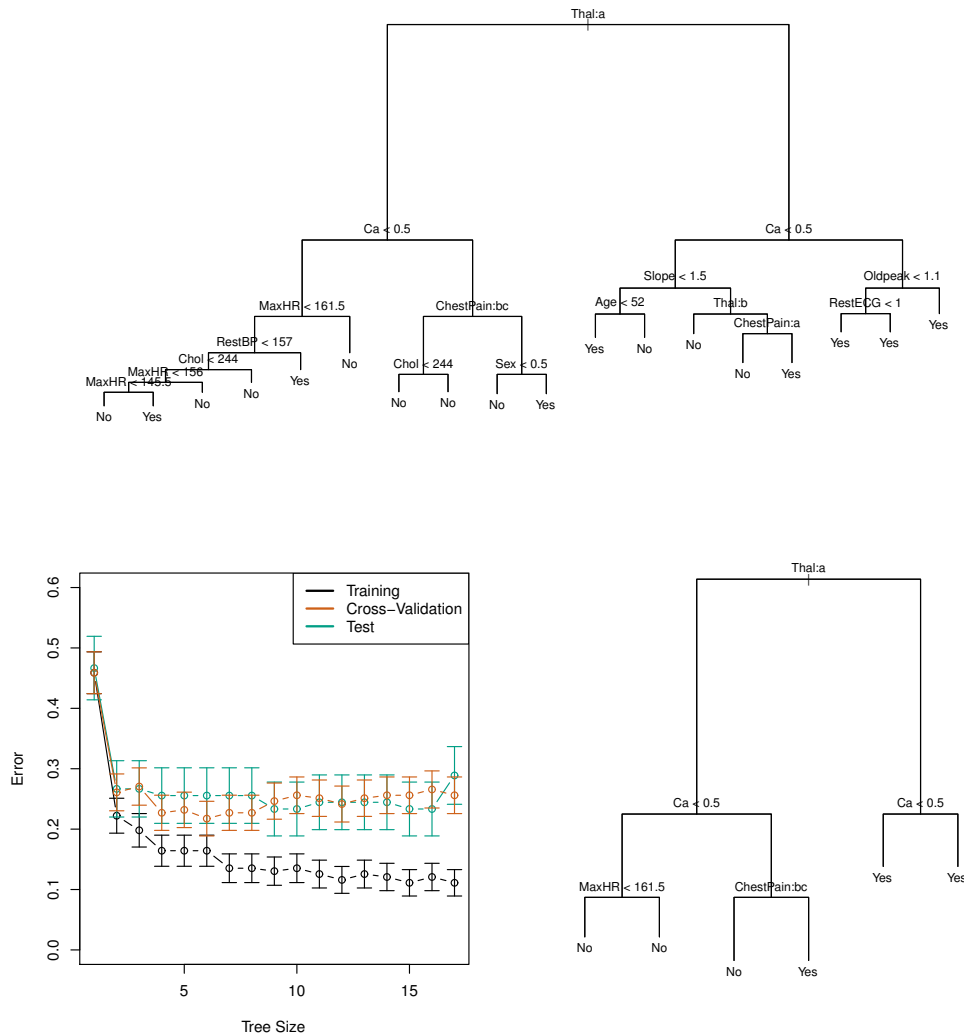 Thal:a
Ca < 0.5
Ca < 0.5
Slope < 1.5
Oldpeak < 1.1
MaxHR < 161.5
ChestPain:bc
Age < 52
Thal:b
RestECG < 1
ChestPain:a
RestBP < 157
Chol < 244
MaxHR < 156
MaxHR < 145.5
Chol < 244
Sex < 0.5
Yes
No
No
No
Yes
Yes
Yes
Yes
No
Yes
No
No
No
Yes
No
No
No
Yes
Training
Cross−Validation
Test
0.6
0.5
0.4
0.3
0.2
0.1
0.0
Error
5
10
15
Tree Size
Thal:a
Ca < 0.5
Ca < 0.5
MaxHR < 161.5
ChestPain:bc
Yes
Yes
No
No
No
Yes